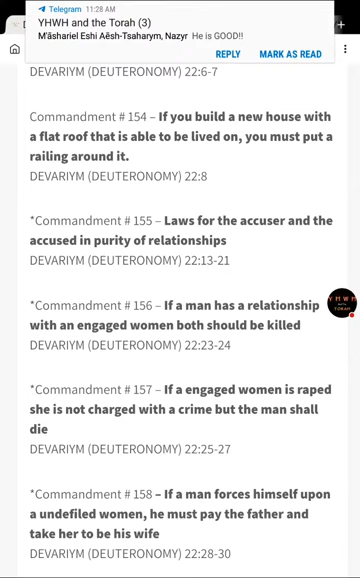 Telegram 11:28 AM
YHWH and the Torah (3)
M'ãshariel Eshi Aĕsh-Tsaharym, Nazyr He is GOOD!!
REPLY MARK AS READ
DEVARIYM (DEUTERONOMY) 22:6-7
Commandment # 154 – If you build a new house with
a flat roof that is able to be lived on, you must put a
railing around it.
DEVARIYM (DEUTERONOMY) 22:8
*Commandment # 155 – Laws for the accuser and the
accused in purity of relationships
DEVARIYM (DEUTERONOMY) 22:13-21
*Commandment # 156 – If a man has a relationship
with an engaged women both should be killed
DEVARIYM (DEUTERONOMY) 22:23-24
*Commandment # 157 – If a engaged women is raped
she is not charged with a crime but the man shall
die
DEVARIYM (DEUTERONOMY) 22:25-27
*Commandment # 158 – If a man forces himself upon
a undefiled women, he must pay the father and
take her to be his wife
DEVARIYM (DEUTERONOMY) 22:28-30